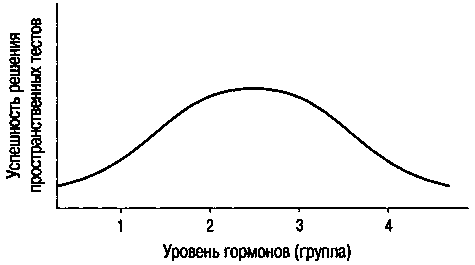 Успешность решения
пространственных тестов
1 2 3 4
Уровень гормонов (группа)